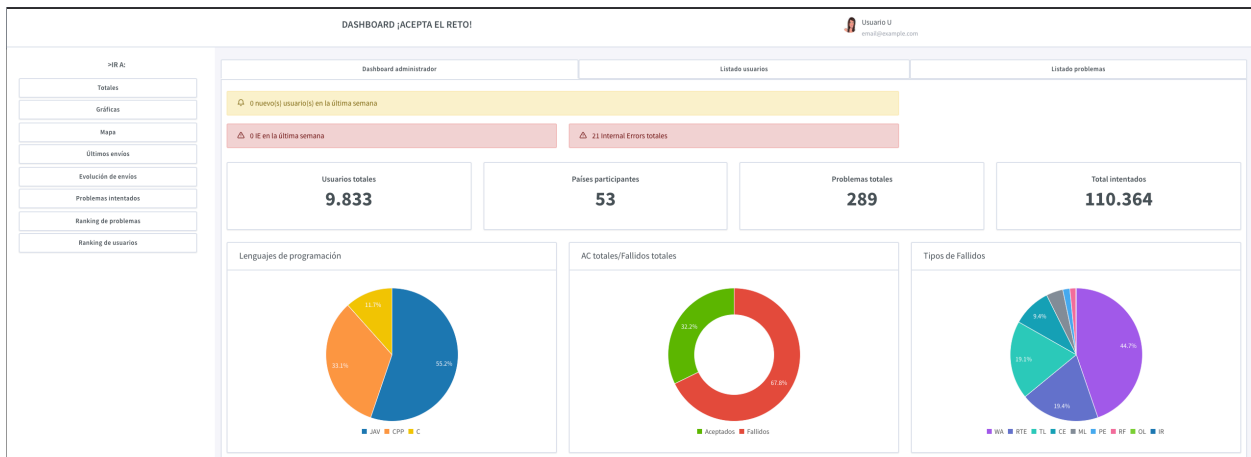 DASHBOARD ¡ACEPTA EL RETO!
Usuario U
email@example.com
>IR A:
Totales
Gráficas
Mapa
Últimos envíos
Evolución de envíos
Problemas intentados
Ranking de problemas
Ranking de usuarios
Dashboard administrador
Listado usuarios
Listado problemas
0 nuevo(s) usuario(s) en la última semana
0 IE en la última semana
21 Internal Errors totales
Usuarios totales
9.833
Países participantes
53
Problemas totales
289
Total intentados
110.364
Lenguajes de programación
11.7%
33.1%
55.2%
JAV CPP C
AC totales/Fallidos totales
32.2%
67.8%
Aceptados Fallidos
Tipos de Fallidos
9.4%
19.1%
44.7%
19.4%
WA RTE TL CE ML PE RF OL IR